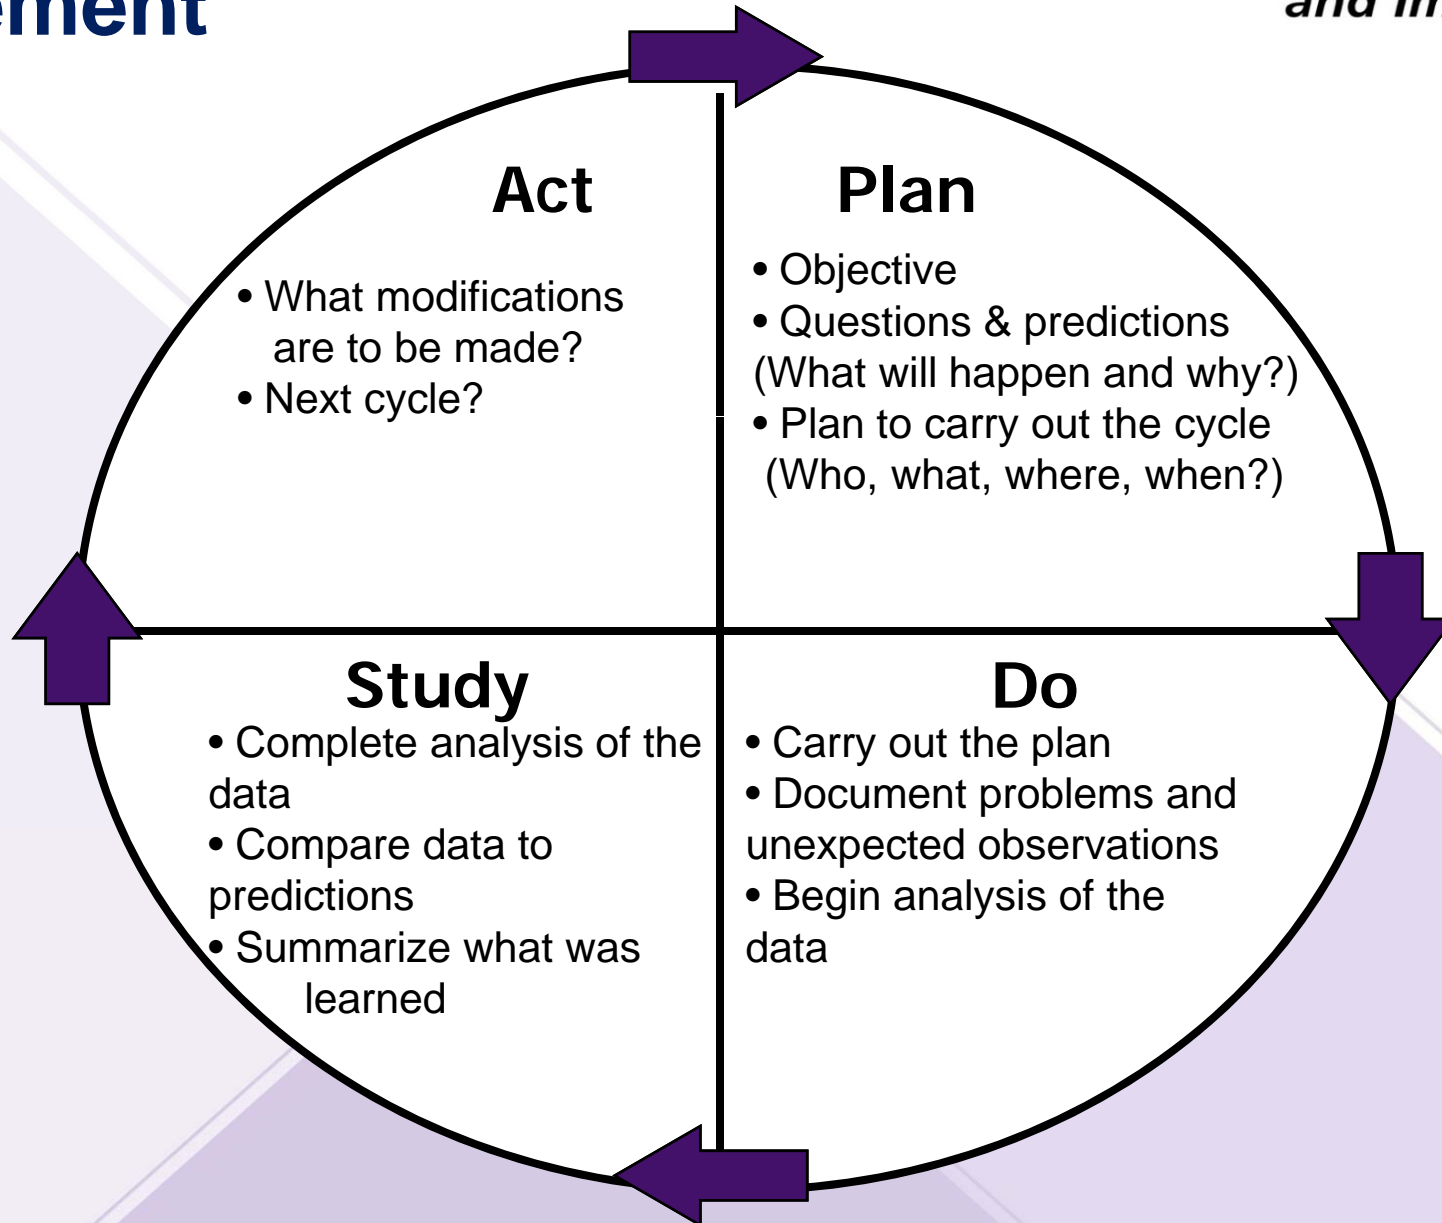 ement
and im
Act
• What modifications
are to be made?
• Next cycle?
Plan
• Objective
• Questions & predictions
(What will happen and why?)
• Plan to carry out the cycle
(Who, what, where, when?)
Study
• Complete analysis of the
data
• Compare data to
predictions
• Summarize what was
learned
Do
• Carry out the plan
• Document problems and
unexpected observations
• Begin analysis of the
data